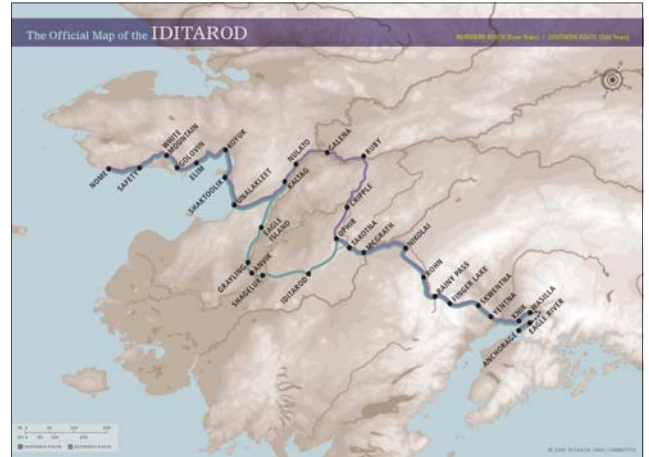 The Official Map of the IDITAROD
NORTHERN ROUTE (Even Years) / SOUTHERN ROUTE (Odd Years)
NOME
SAFETY
WHITE
MOUNTAIN
GOLOVIN
ELIM
KOYUK
SHAKTOOLIK
UNALAKLEET
KALTAG
NULATO
GALENA
RUBY
CRIPPLE
OPHIR
TAKOTNA
MCGRATH
NIKOLAI
EAGLE
ISLAND
GRAYLING
ANVIK
SHAGELUK
IDITAROD
ROHN
RAINY PASS
FINGER LAKE
SKWENTNA
YENTNA
KNIK
WASILLA
EAGLE RIVER
ANCHORAGE